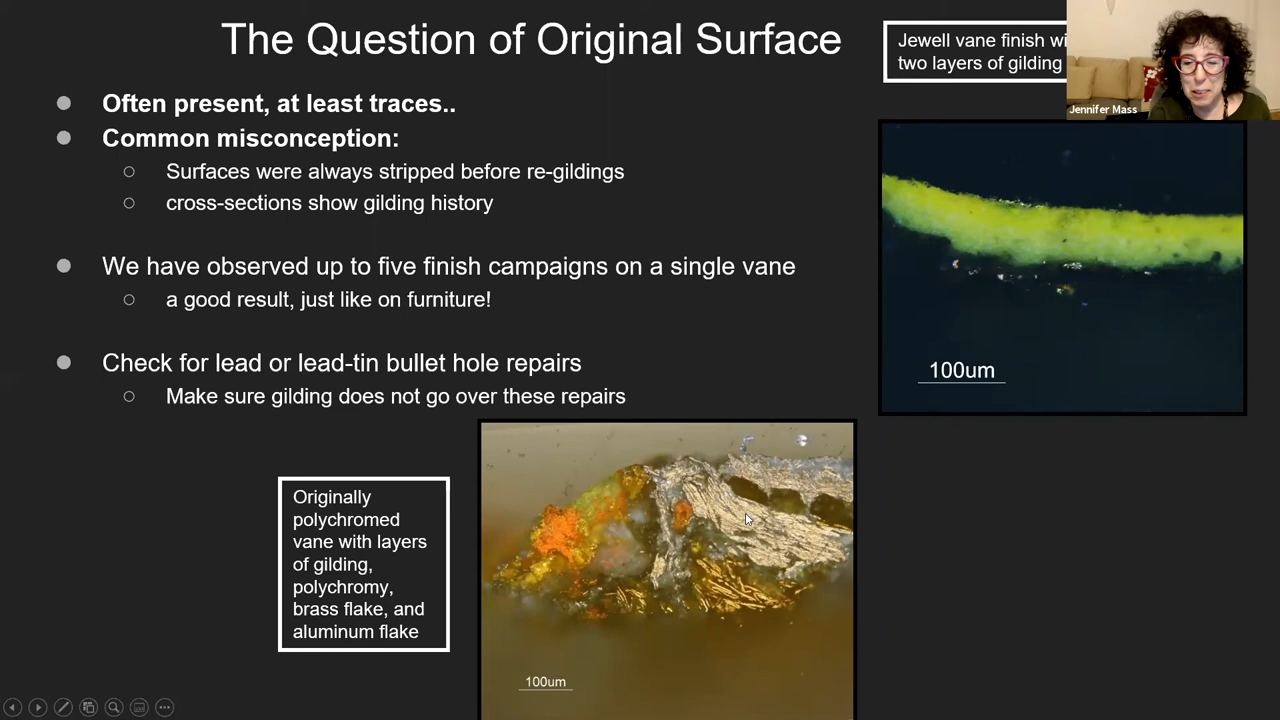 The Question of Original Surface
Jewell vane finish wi
two layers of gilding
Jennifer Mass
Often present, at least traces..
Common misconception:
Surfaces were always stripped before re-gildings
cross-sections show gilding history
We have observed up to five finish campaigns on a single vane
a good result, just like on furniture!
Check for lead or lead-tin bullet hole repairs
Make sure gilding does not go over these repairs
100um
Originally
polychromed
vane with layers
of gilding,
polychromy,
brass flake, and
aluminum flake
100um